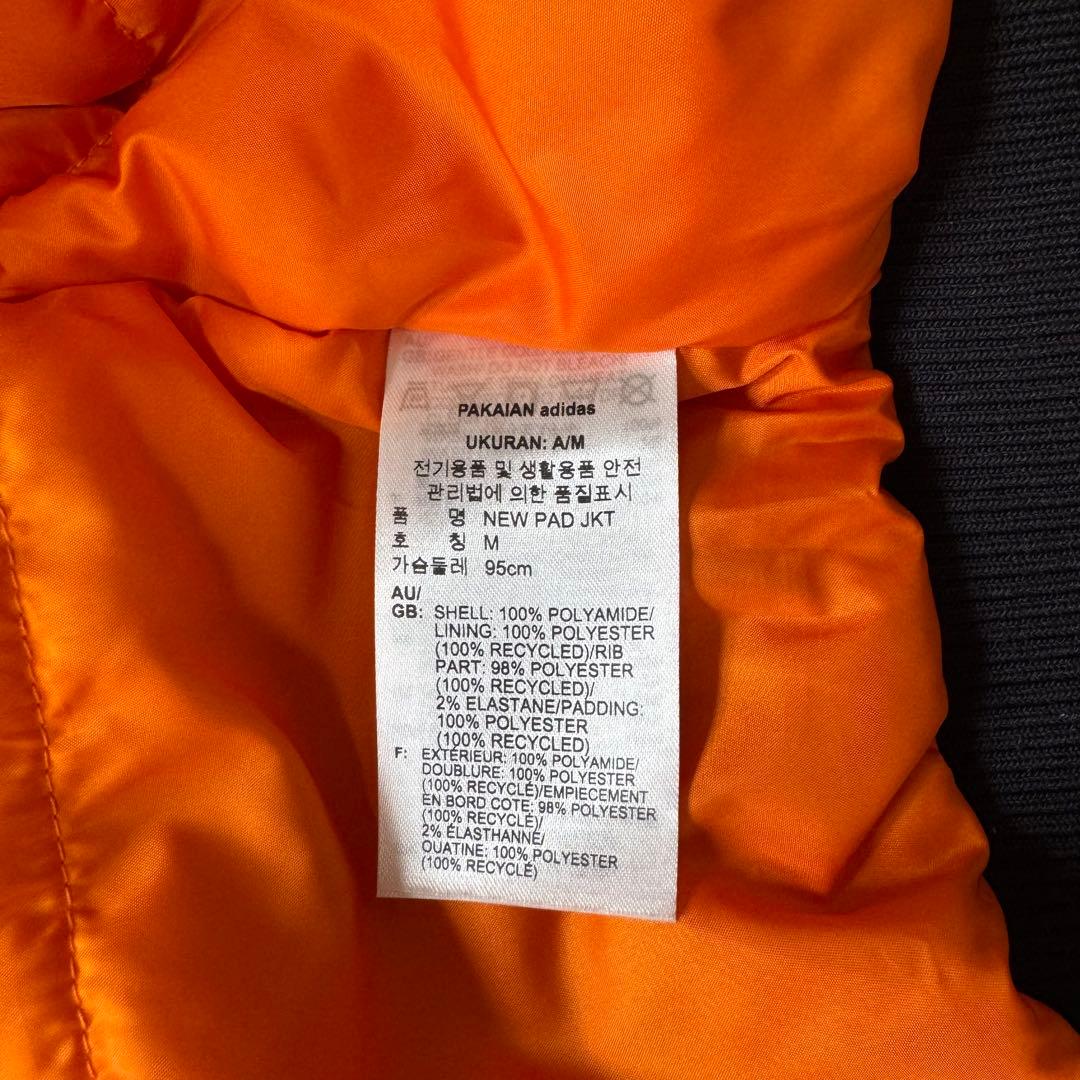 PAKAIAN adidas
UKURAN: A/M
전기용품 및 생활용품 안전
관리법에 의한 품질표시
품 명 NEW PAD JKT
호 칭 M
가슴둘레 95cm
AU/
GB: SHELL: 100% POLYAMIDE/
LINING: 100% POLYESTER
(100% RECYCLED)/RIB
PART: 98% POLYESTER
(100% RECYCLED)/
2% ELASTANE/PADDING:
100% POLYESTER
(100% RECYCLED)
F: EXTÉRIEUR: 100% POLYAMIDE/
DOUBLURE: 100% POLYESTER
(100% RECYCLÉ)/EMPIECEMENT
EN BORD COTE: 98% POLYESTER
(100% RECYCLÉ)/
2% ÉLASTHANNE/
OUATINE: 100% POLYESTER
(100% RECYCLÉ)